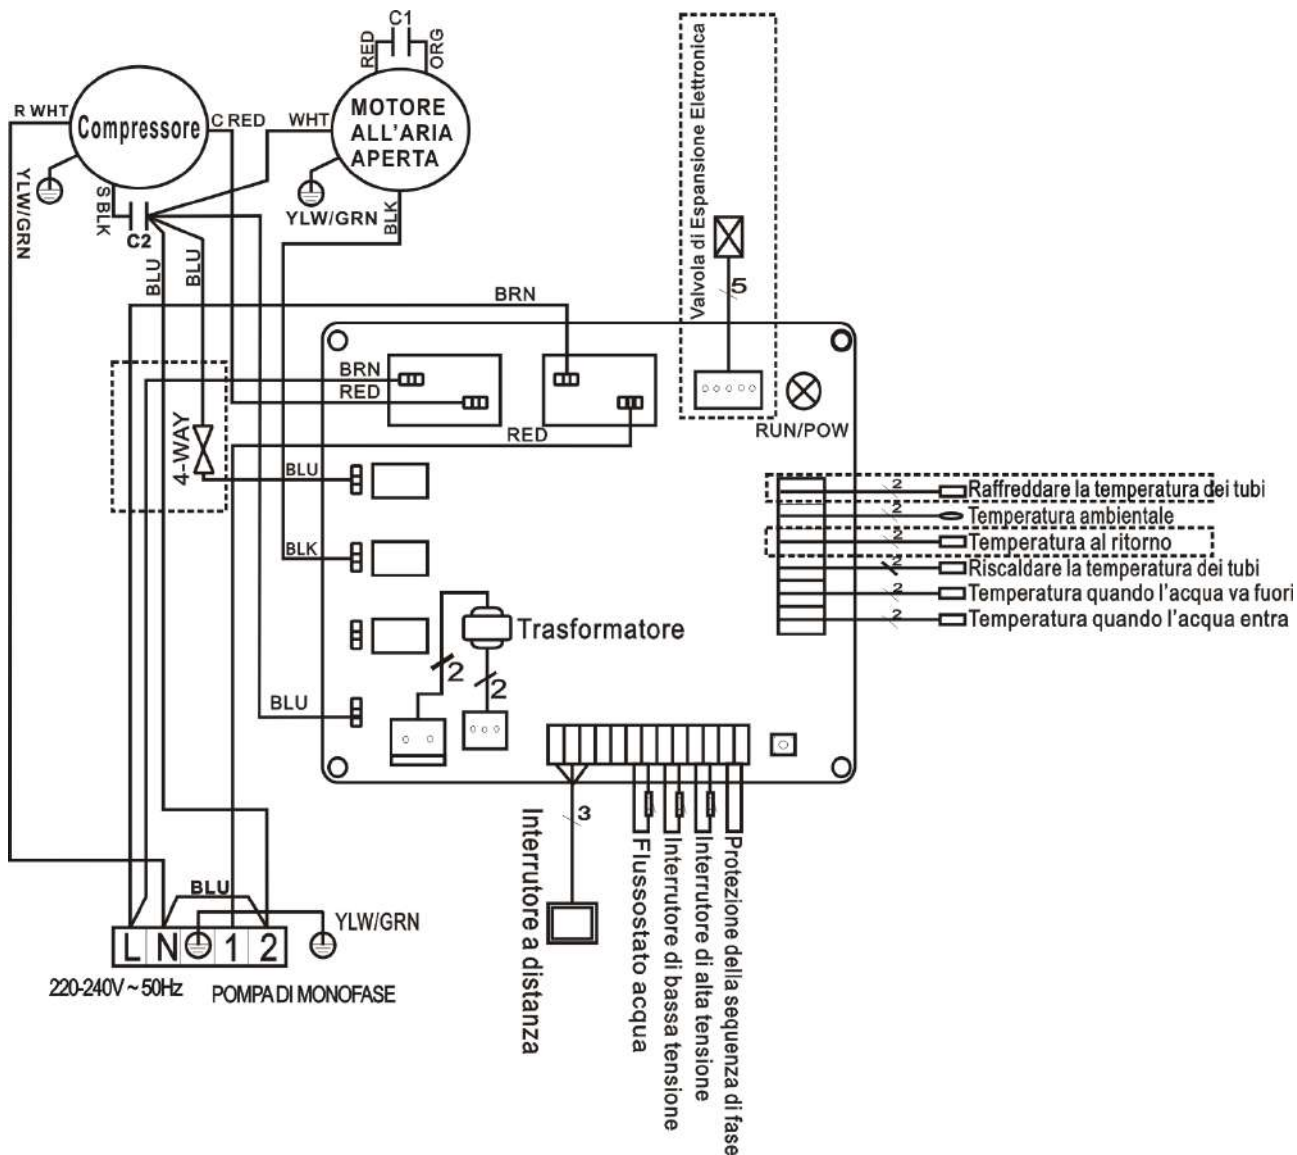 C1
RED
ORG
R WHT
Compressore
C RED
WHT
MOTORE
ALL'ARIA
APERTA
YLW/GRN
S BLK
C2
YLW/GRN
BLK
BLU
BLU
Valvola di Espansione Elettronica
5
BRN
BRN
RED
RED
RUN/POW
4-WAY
BLU
BLK
BLU
Trasformatore
2
2
2
Raffreddare la temperatura dei tubi
2
Temperatura ambientale
2
Temperatura al ritorno
2
Riscaldare la temperatura dei tubi
2
Temperatura quando l'acqua va fuori
2
Temperatura quando l'acqua entra
3
Interrutore a distanza
Flussostato acqua
Interrutore di bassa tensione
Interrutore di alta tensione
Protezione della sequenza di fase
BLU
YLW/GRN
L N 1 2
220-240V ~ 50Hz
POMPA DI MONOFASE